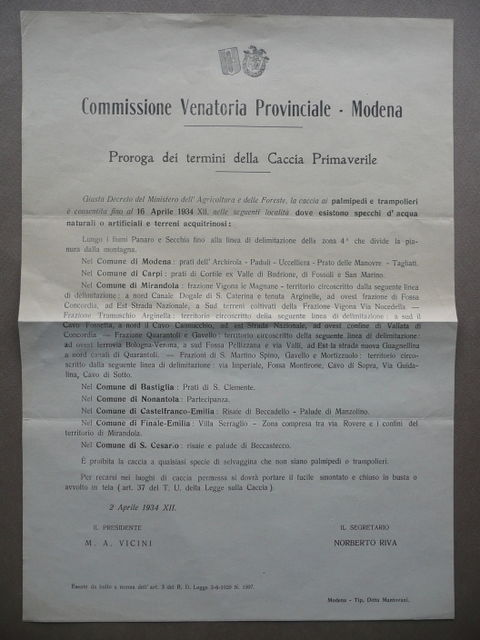 Commissione Venatoria Provinciale - Modena
Proroga dei termini della Caccia Primaverile
Giusta Decreto del Ministero dell' Agricoltura e delle Foreste, la caccia ai palmipedi e trampolieri
è consentita fino al 16 Aprile 1934 XII. nelle seguenti località dove esistono specchi d' acqua
naturali o artificiali e terreni acquitrinosi:
Lungo i fiumi Panaro e Secchia fino alla linea di delimitazione della zona 4ª che divide la pia-
nura dalla montagna.
Nel Comune di Modena: prati dell' Archirola - Paduli - Uccelliera - Prato delle Manovre - Tagliati.
Nel Comune di Carpi: prati di Cortile ex Valle di Budrione, di Fossoli e San Marino.
Nel Comune di Mirandola: frazione Vigona le Magnane - territorio circoscritto dalla seguente linea
di delimitazione: a nord Canale Dogale di S. Caterina e tenuta Arginelle, ad ovest frazione di Fossa
Concordia, ad Est Strada Nazionale, a Sud terreni coltivati della Frazione Vigona Via Nocedella —
Frazione Tramuschio Arginella: territorio circoscritto della seguente linea di delimitazione: a sud il
Cavo Fossetta, a nord il Cavo Canuicchio, ad est Strada Nazionale, ad ovest confine di Vallata di
Concordia. — Frazione Quarantoli e Gavello: territorio circoscritto della seguente linea di delimitazione:
ad ovest ferrovia Bologna-Verona, a sud Fossa Pellizzana e via Valli, ad Est la strada nuova Guagnellina
a nord canali di Quarantoli. — Frazioni di S. Martino Spino, Gavello e Mortizzuolo: territorio circo-
scritto dalla seguente linea di delimitazione: via Imperiale, Fossa Montirone, Cavo di Sopra, Via Guida-
lina, Cavo di Sotto.
Nel Comune di Bastiglia: Prati di S. Clemente.
Nel Comune di Nonantola: Partecipanza.
Nel Comune di Castelfranco-Emilia: Risaie di Beccadello - Palude di Manzolino.
Nel Comune di Finale-Emilia: Villa Serraglio - Zona compresa tra via Rovere e i confini del
territorio di Mirandola.
Nel Comune di S. Cesario: risaie e palude di Beccastecco.
È proibita la caccia a qualsiasi specie di selvaggina che non siano palmipedi o trampolieri.
Per recarsi nei luoghi di caccia permessa si dovrà portare il fucile smontato e chiuso in busta o
avvolto in tela (art. 37 del T. U. della Legge sulla Caccia).
2 Aprile 1934 XII.
IL PRESIDENTE
M. A. VICINI
IL SEGRETARIO
NORBERTO RIVA
Esente da bollo a norma dell' art. 3 del R. D. Legge
Modena - Tip. Ditta Mantovani.